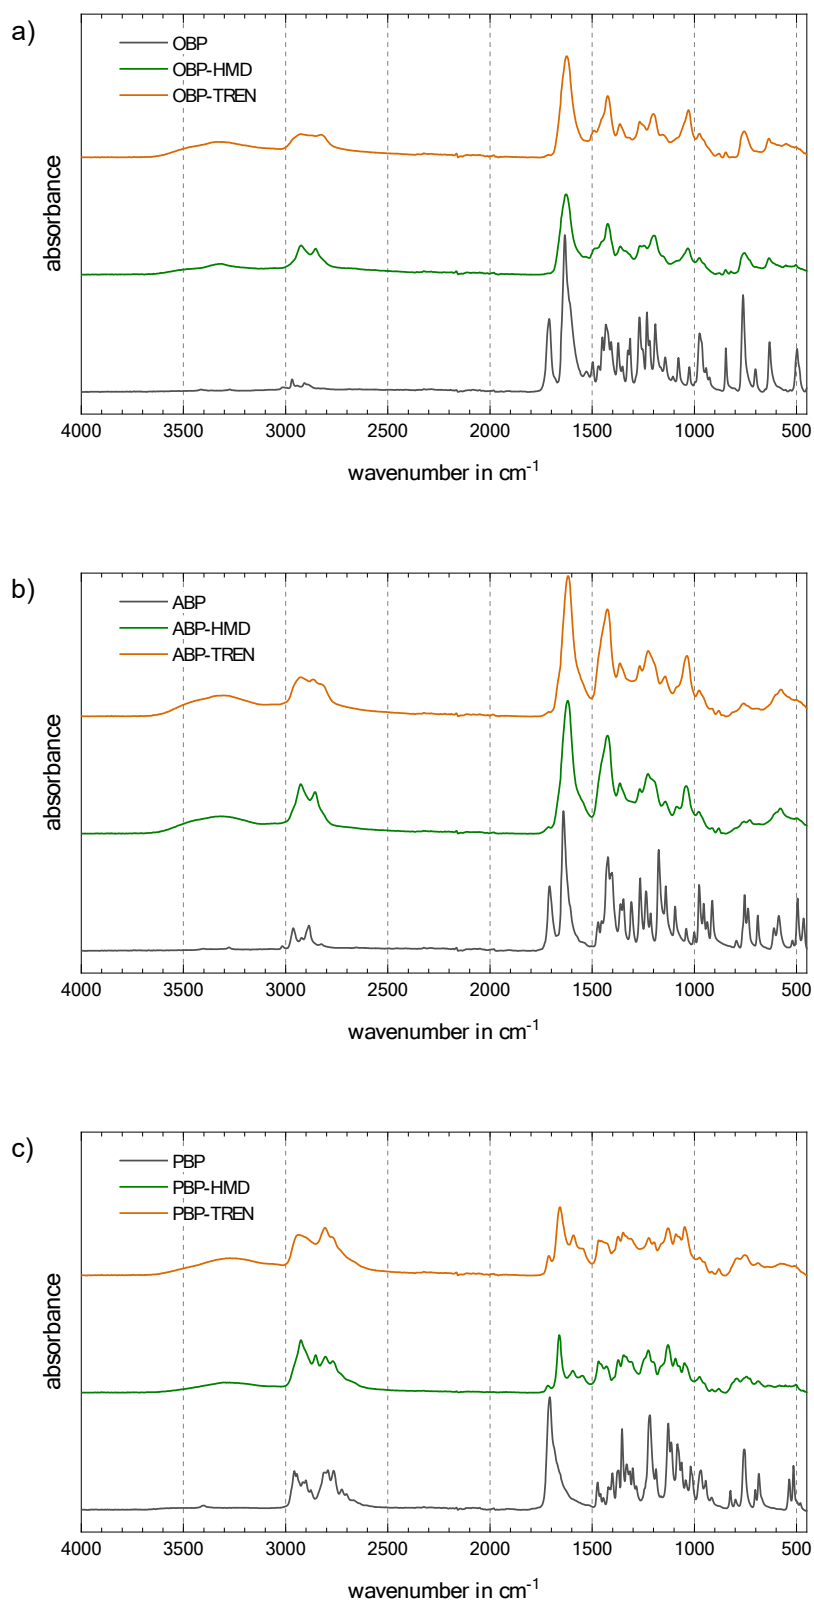 a)
OBP
OBP-HMD
OBP-TREN
absorbance
4000 3500 3000 2500 2000 1500 1000 500
wavenumber in cm⁻¹
b)
ABP
ABP-HMD
ABP-TREN
absorbance
4000 3500 3000 2500 2000 1500 1000 500
wavenumber in cm⁻¹
c)
PBP
PBP-HMD
PBP-TREN
absorbance
4000 3500 3000 2500 2000 1500 1000 500
wavenumber in cm⁻¹